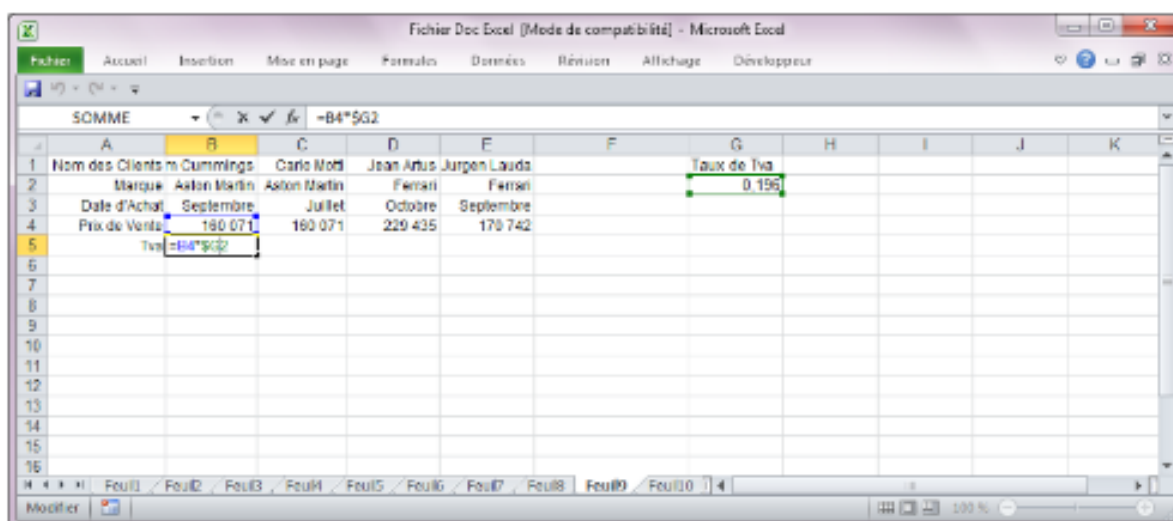 Fichier Doc Excel [Mode de compatibilité] - Microsoft Excel
Fichier Accueil Insertion Mise en page Formules Données Révision Affichage Développeur
SOMME =B4*$G2
A B C D E F G H I J K
1 Nom des Clients m Cummings Carlo Motti Jean Artus Jurgen Lauda Taux de Tva
2 Marque Aston Martin Aston Martin Ferrari Ferrari 0,196
3 Date d'Achat Septembre Juillet Octobre Septembre
4 Prix de Vente 160 071 160 071 229 435 170 742
5 Tva =B4*$G2
6
7
8
9
10
11
12
13
14
15
16
Feuil1 Feuil2 Feuil3 Feuil4 Feuil5 Feuil6 Feuil7 Feuil8 Feuil9 Feuil10
Modifier 100 %